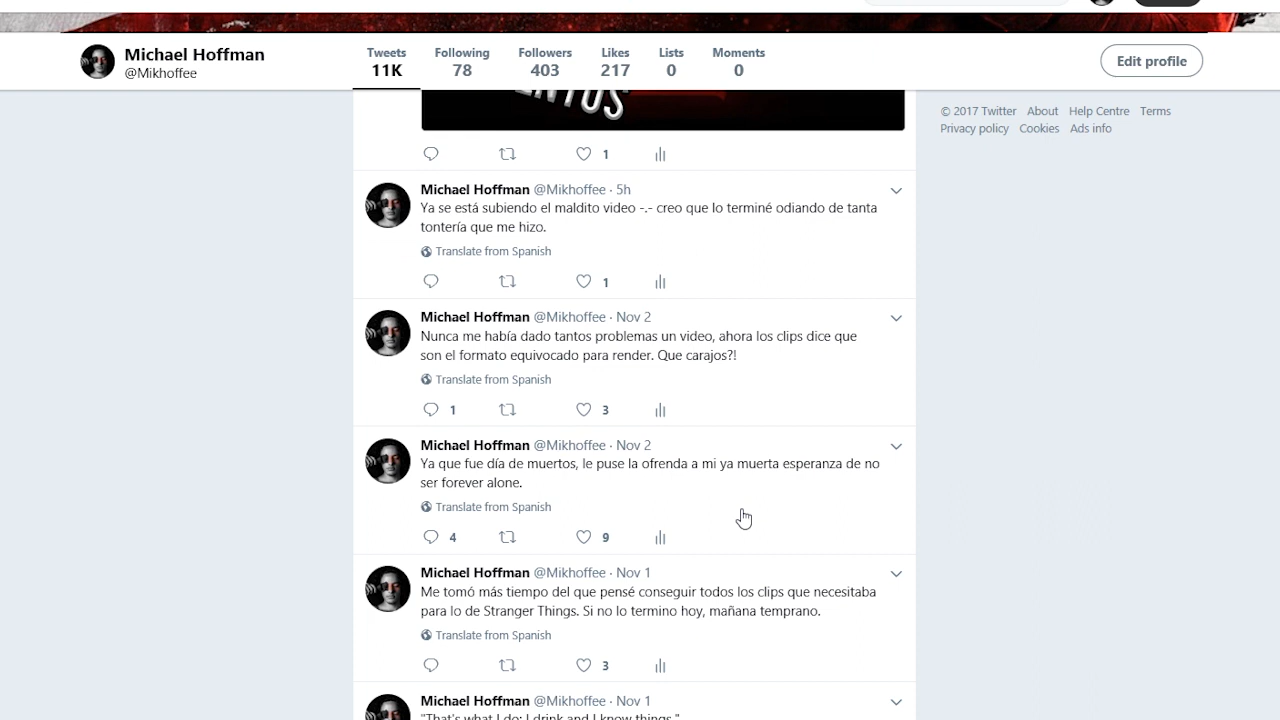 Michael Hoffman
@Mikhoffee
Tweets Following Followers Likes Lists Moments
11K 78 403 217 0 0
Edit profile
© 2017 Twitter About Help Centre Terms
Privacy policy Cookies Ads info
1
Michael Hoffman @Mikhoffee · 5h
Ya se está subiendo el maldito video -.- creo que lo terminé odiando de tanta
tontería que me hizo.
Translate from Spanish
1
Michael Hoffman @Mikhoffee · Nov 2
Nunca me había dado tantos problemas un video, ahora los clips dice que
son el formato equivocado para render. Que carajos?!
Translate from Spanish
1 3
Michael Hoffman @Mikhoffee · Nov 2
Ya que fue día de muertos, le puse la ofrenda a mi ya muerta esperanza de no
ser forever alone.
Translate from Spanish
4 9
Michael Hoffman @Mikhoffee · Nov 1
Me tomó más tiempo del que pensé conseguir todos los clips que necesitaba
para lo de Stranger Things. Si no lo termino hoy, mañana temprano.
Translate from Spanish
3
Michael Hoffman @Mikhoffee · Nov 1
"That's what I do: I drink and I know things."